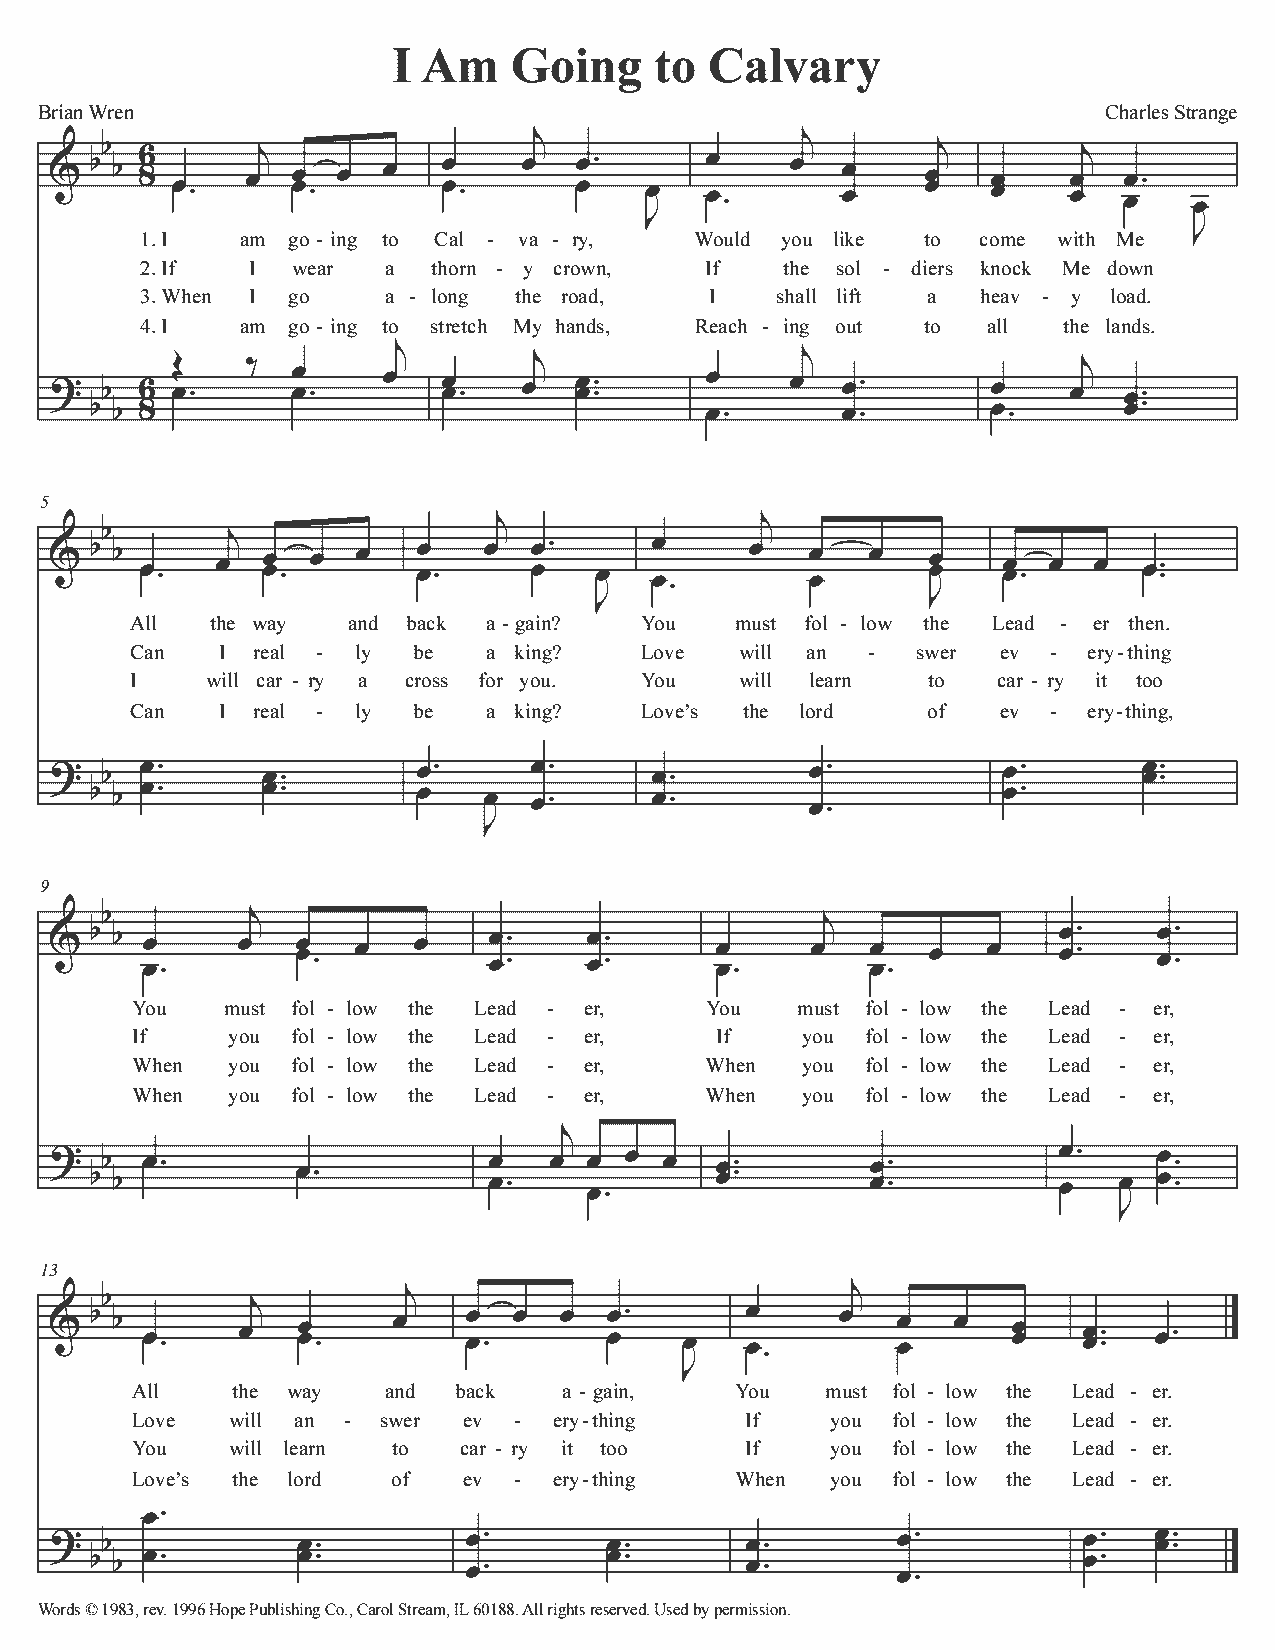 I Am Going to Calvary
Brian Wren Charles Strange
1. I am go - ing to Cal - va - ry, Would you like to come with Me
2. If I wear a thorn - y crown, If the sol - diers knock Me down
3. When I go a - long the road, I shall lift a heav - y load.
4. I am go - ing to stretch My hands, Reach - ing out to all the lands.
5
All the way and back a - gain? You must fol - low the Lead - er then.
Can I real - ly be a king? Love will an - swer ev - ery - thing
I will car - ry a cross for you. You will learn to car - ry it too
Can I real - ly be a king? Love's the lord of ev - ery - thing,
9
You must fol - low the Lead - er, You must fol - low the Lead - er,
If you fol - low the Lead - er, If you fol - low the Lead - er,
When you fol - low the Lead - er, When you fol - low the Lead - er,
When you fol - low the Lead - er, When you fol - low the Lead - er,
13
All the way and back a - gain, You must fol - low the Lead - er.
Love will an - swer ev - ery - thing If you fol - low the Lead - er.
You will learn to car - ry it too If you fol - low the Lead - er.
Love's the lord of ev - ery - thing When you fol - low the Lead - er.
Words © 1983, rev. 1996 Hope Publishing Co., Carol Stream, IL 60188. All rights reserved. Used by permission.